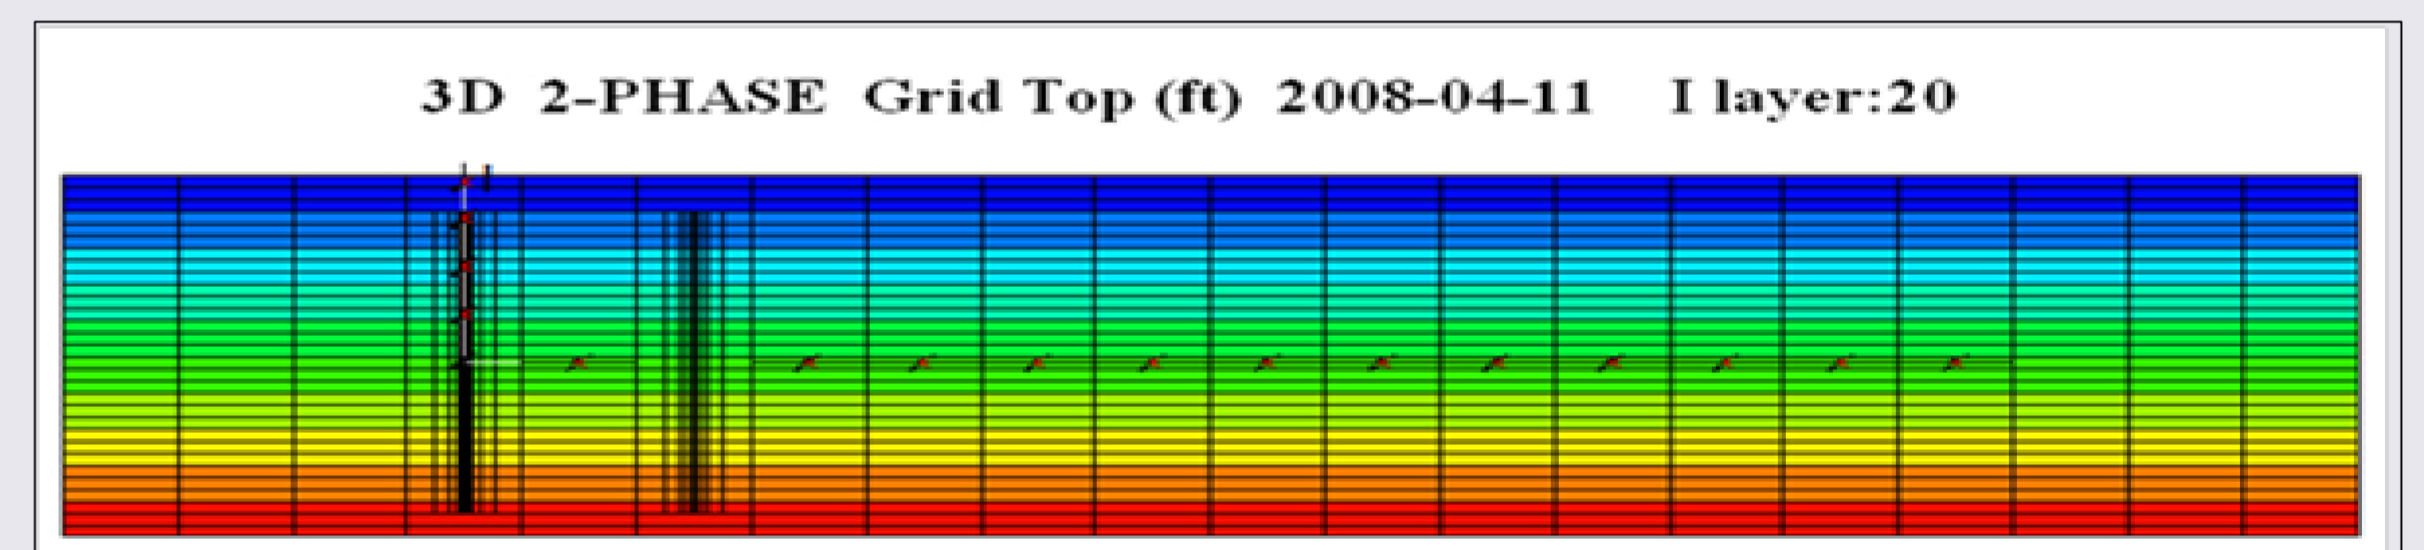 3D 2-PHASE Grid Top (ft) 2008-04-11 I layer:20